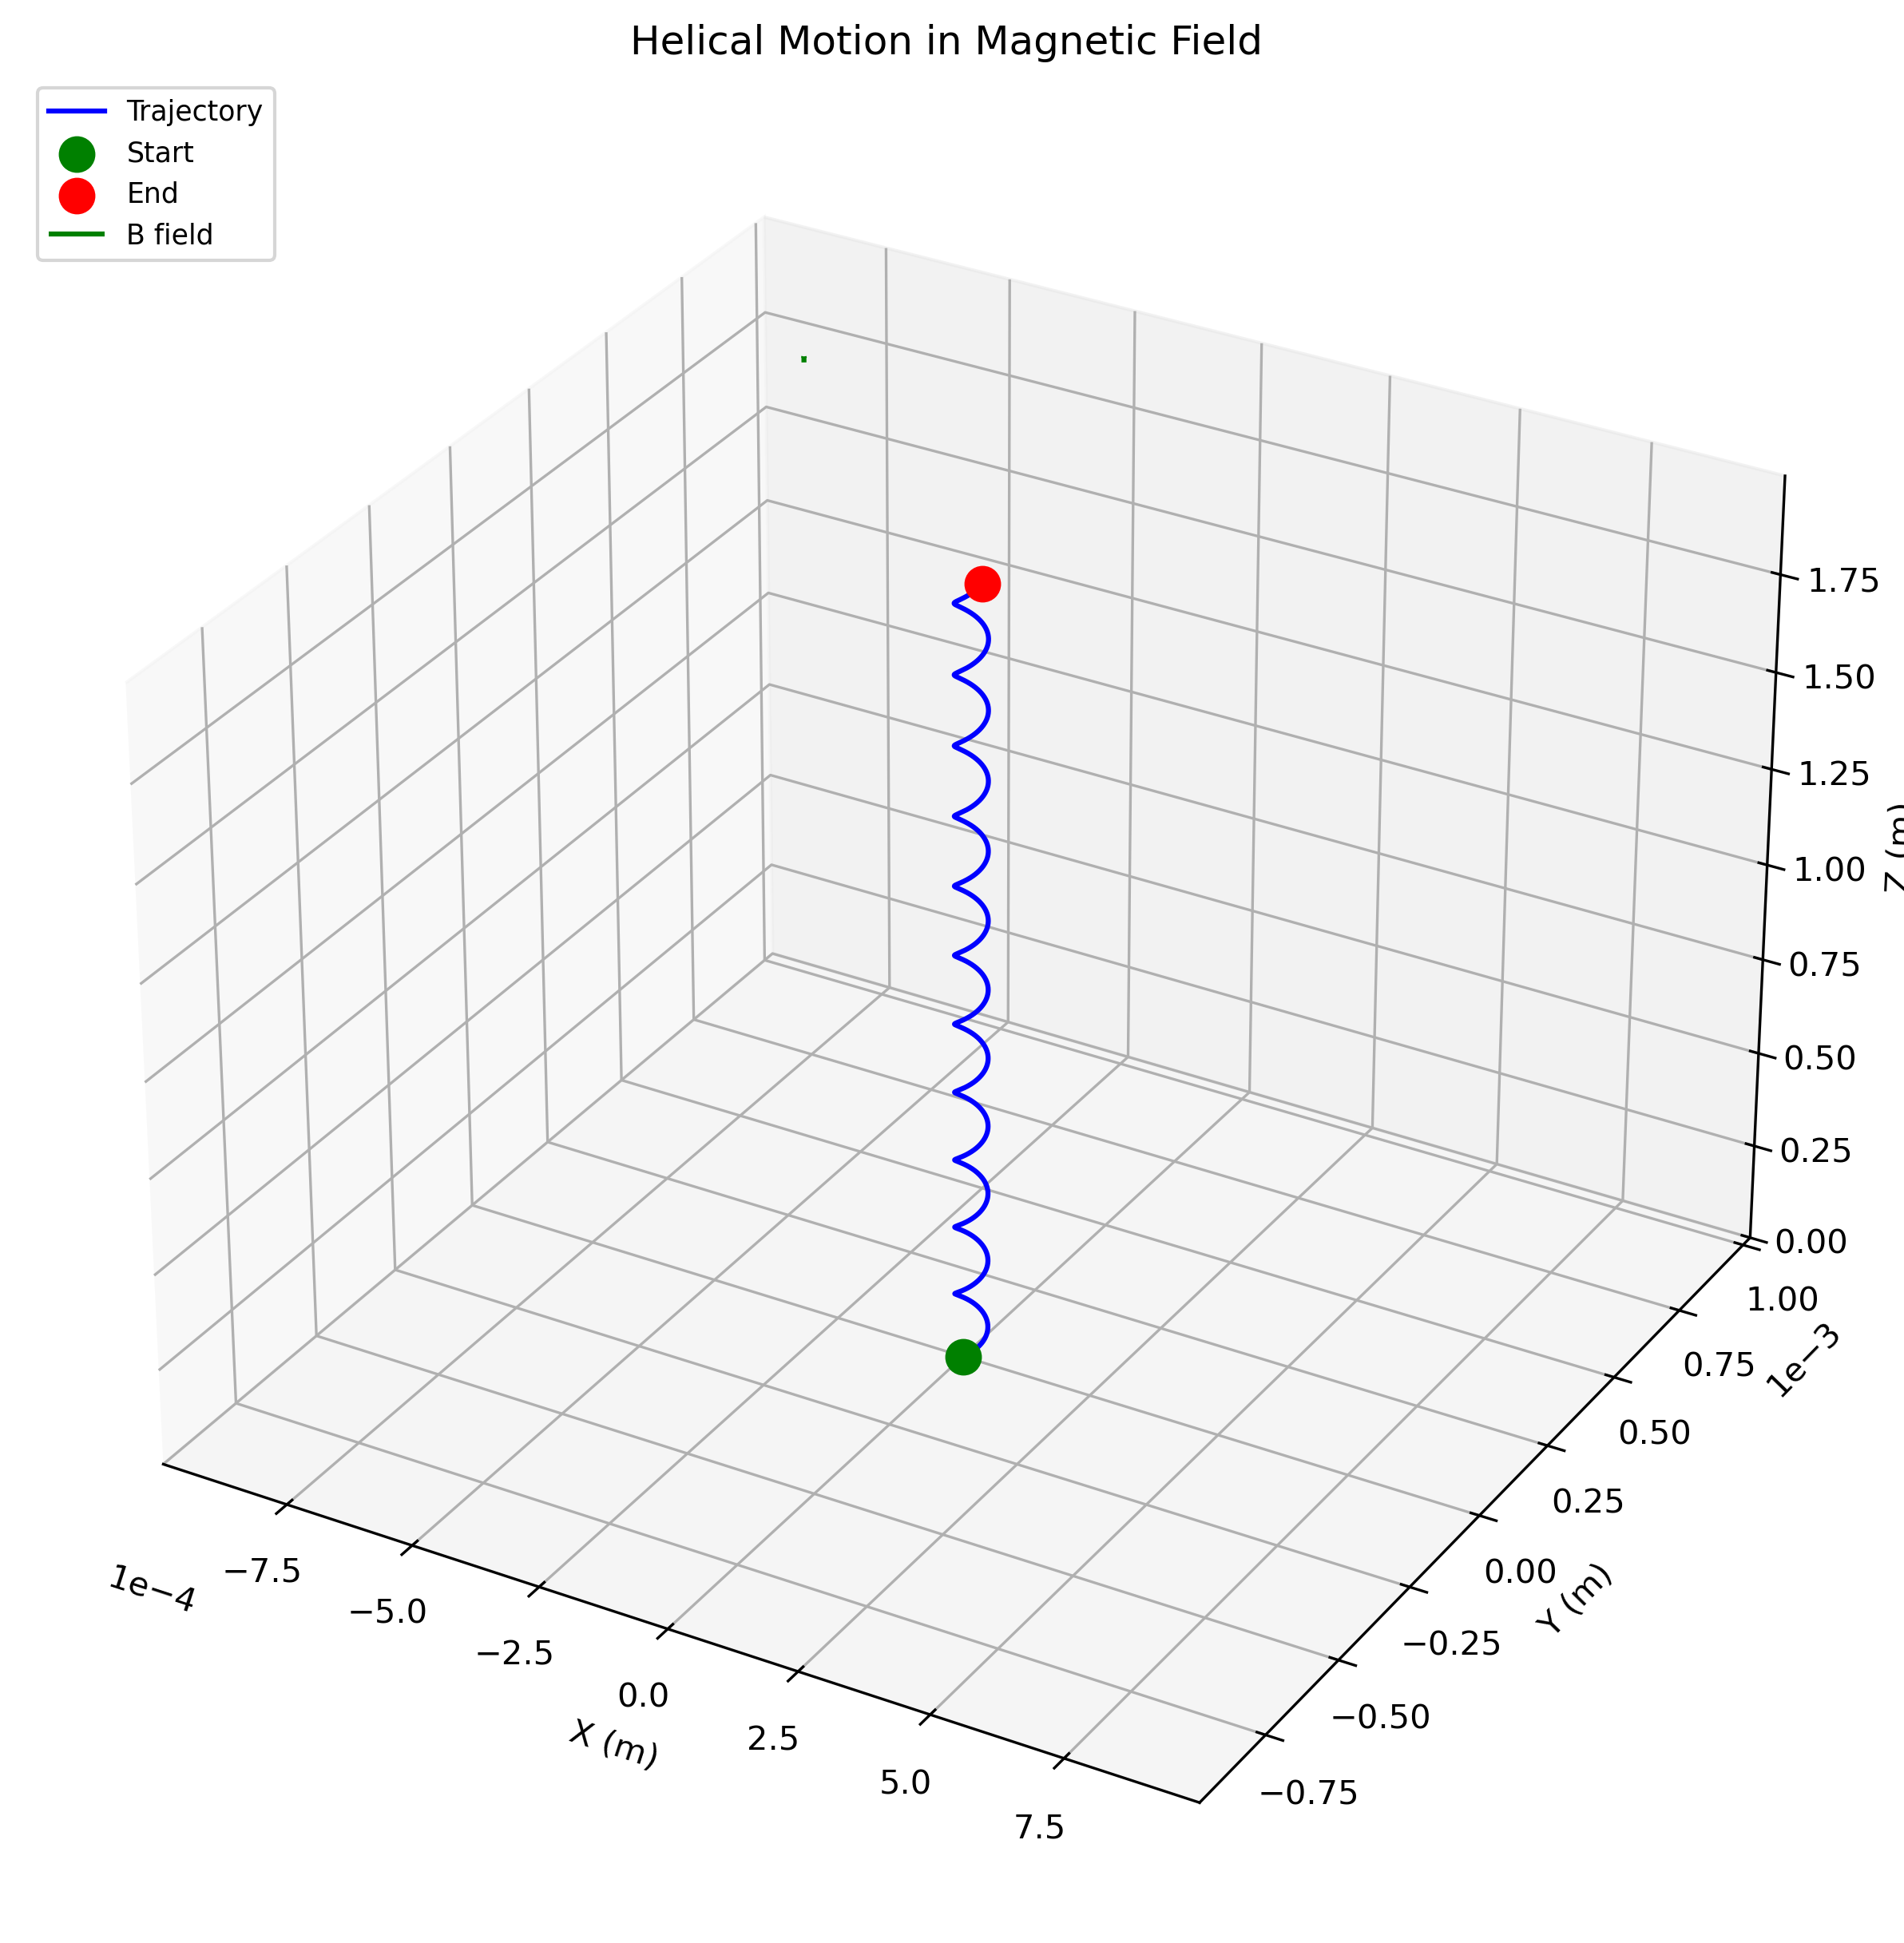 Helical Motion in Magnetic Field
Trajectory
Start
End
B field
1.75
1.50
1.25
1.00
0.75
0.50
0.25
0.00
Z (m)
1.00
0.75
0.50
0.25
0.00
−0.25
−0.50
−0.75
1e−3
Y (m)
1e−4
−7.5
−5.0
−2.5
0.0
2.5
5.0
7.5
X (m)